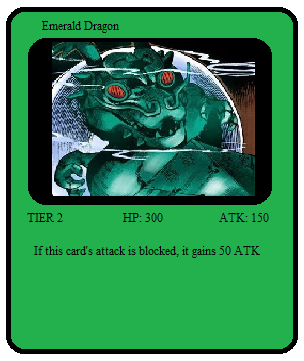 Emerald Dragon
TIER 2 HP: 300 ATK: 150
If this card's attack is blocked, it gains 50 ATK